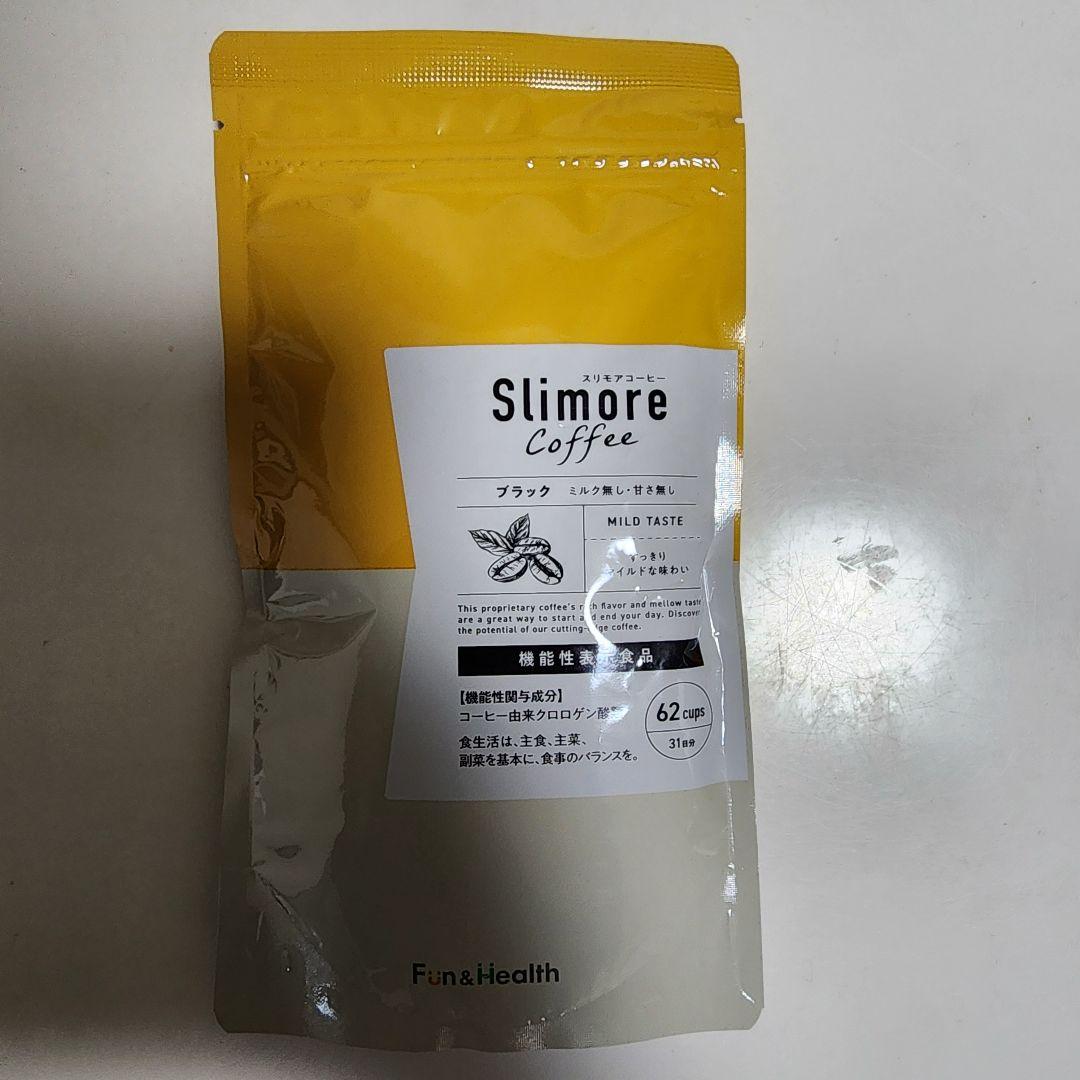 スリモアコーヒー
Slimore
Coffee
ブラック ミルク無し・甘さ無し
MILD TASTE
すっきり
マイルドな味わい
This proprietary coffee's rich flavor and mellow taste
are a great way to start and end your day. Discover
the potential of our cutting-edge coffee.
機能性表示食品
【機能性関与成分】
コーヒー由来クロロゲン酸
62 cups
31日分
食生活は、主食、主菜、
副菜を基本に、食事のバランスを。
Fun&Health